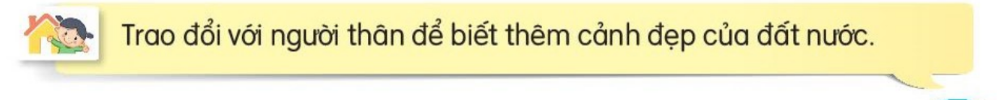 Trao đổi với người thân để biết thêm cảnh đẹp của đất nước.